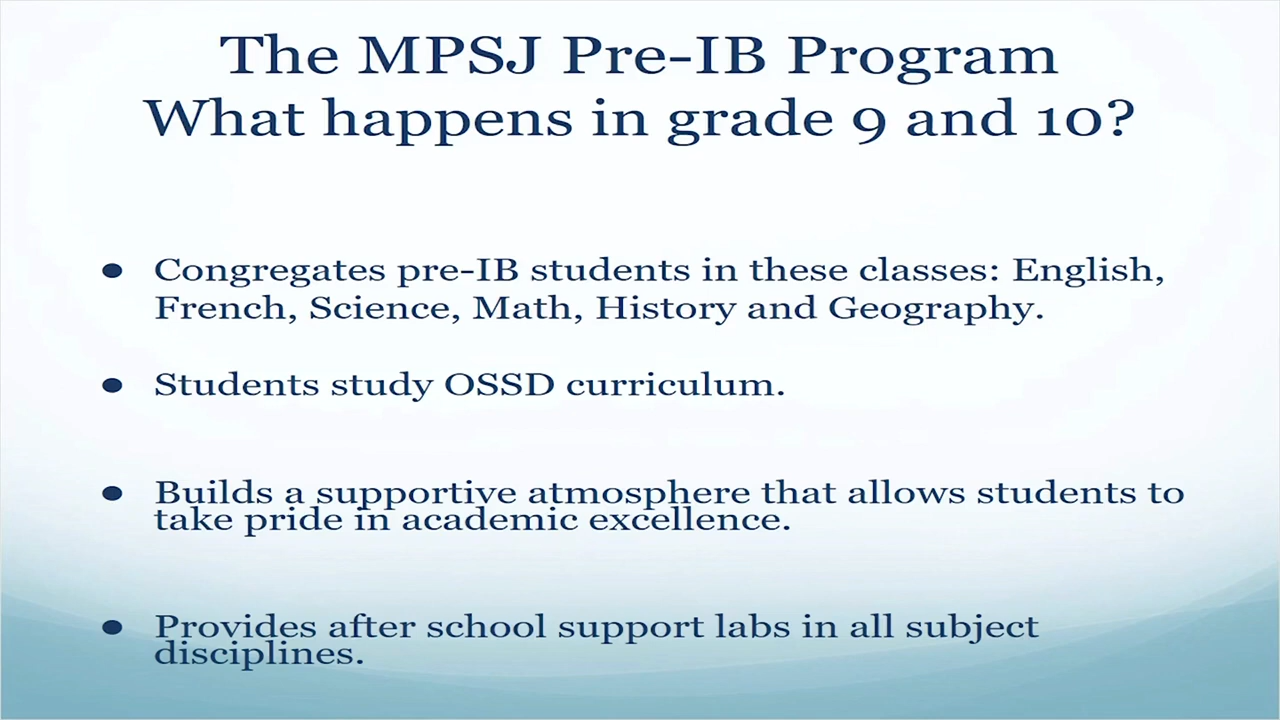 The MPSJ Pre-IB Program
What happens in grade 9 and 10?
● Congregates pre-IB students in these classes: English,
French, Science, Math, History and Geography.
● Students study OSSD curriculum.
● Builds a supportive atmosphere that allows students to
take pride in academic excellence.
● Provides after school support labs in all subject
disciplines.